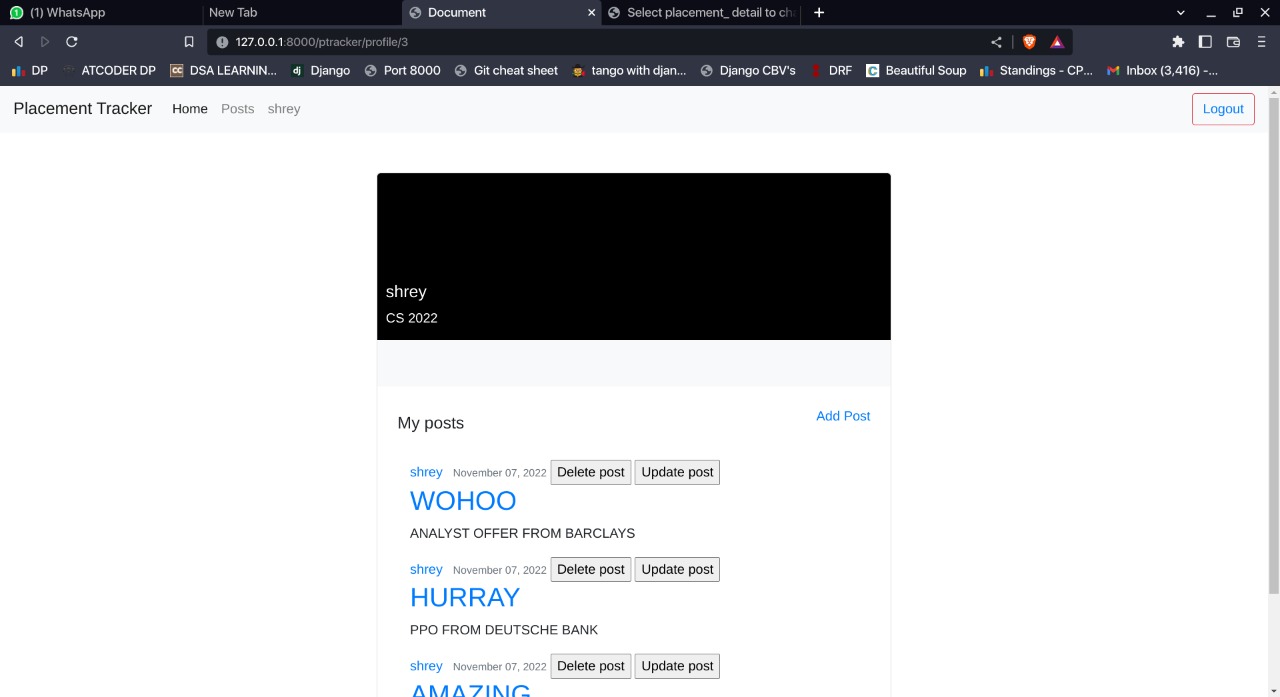 (1) WhatsApp New Tab Document Select placement_ detail to cha
127.0.0.1:8000/ptracker/profile/3
DP ATCODER DP DSA LEARNIN... Django Port 8000 Git cheat sheet tango with djan... Django CBV's DRF Beautiful Soup Standings - CP... Inbox (3,416) -...
Placement Tracker Home Posts shrey Logout
shrey
CS 2022
My posts Add Post
shrey November 07, 2022 Delete post Update post
WOHOO
ANALYST OFFER FROM BARCLAYS
shrey November 07, 2022 Delete post Update post
HURRAY
PPO FROM DEUTSCHE BANK
shrey November 07, 2022 Delete post Update post
AMAZING